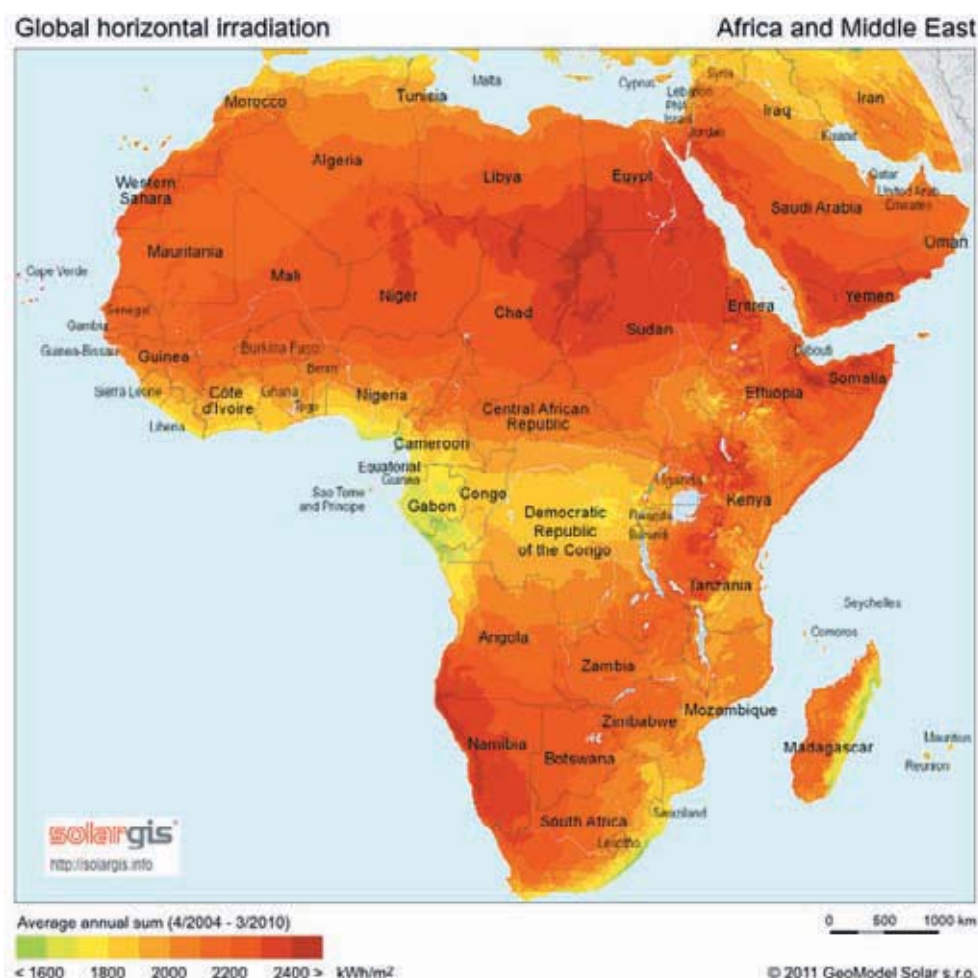 Global horizontal irradiation
Africa and Middle East
Malta
Cyprus
Syria
Tunisia
Lebanon
PNA
Israel
Iraq
Iran
Morocco
Jordan
Kuwait
Algeria
Libya
Egypt
Qatar
United Arab
Emirates
Western
Sahara
Saudi Arabia
Oman
Mauritania
Cape Verde
Mali
Niger
Chad
Sudan
Eritrea
Yemen
Senegal
Gambia
Guinea-Bissau
Guinea
Burkina Faso
Benin
Djibouti
Somalia
Sierra Leone
Côte
d'Ivoire
Ghana
Togo
Nigeria
Ethiopia
Central African
Republic
Liberia
Cameroon
Equatorial
Guinea
Sao Tome
and Principe
Gabon
Congo
Uganda
Kenya
Democratic
Republic
of the Congo
Rwanda
Burundi
Tanzania
Seychelles
Comoros
Angola
Zambia
Mozambique
Zimbabwe
Namibia
Botswana
Madagascar
Mauritius
Reunion
South Africa
Swaziland
solargis
http://solargis.info
Average annual sum (4/2004 - 3/2010)
0 500 1000 km
< 1600 1800 2000 2200 2400 > kWh/m²
© 2011 GeoModel Solar s.r.o.